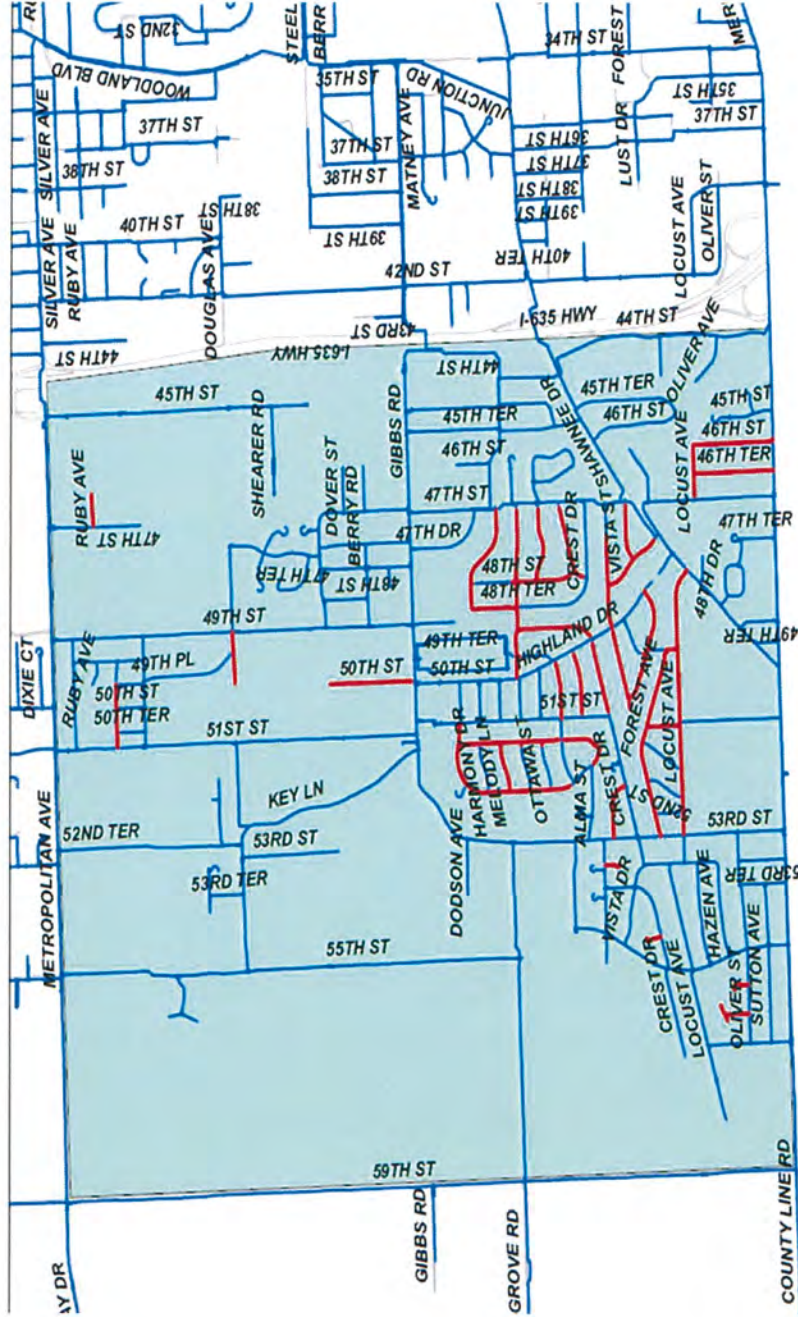 32ND ST
WOODLAND BLVD
STEEL
BERR
34TH ST
FOREST
MER
SILVER AVE
37TH ST
38TH ST
35TH ST
37TH ST
38TH ST
MATNEY AVE
JUNCTION RD
36TH ST
37TH ST
38TH ST
39TH ST
LUST DR
35TH ST
37TH ST
SILVER AVE
RUBY AVE
40TH ST
38TH ST
DOUGLAS AVE
39TH ST
42ND ST
40TH TER
LOCUST AVE
OLIVER ST
44TH ST
I-635 HWY
43RD ST
I-635 HWY
44TH ST
45TH ST
SHEARER RD
GIBBS RD
44TH ST
45TH TER
46TH ST
SHAWNEE DR
45TH TER
46TH ST
OLIVER AVE
LOCUST AVE
45TH ST
46TH ST
46TH TER
RUBY AVE
47TH ST
DOVER ST
BERRY RD
47TH TER
48TH ST
47TH ST
47TH DR
48TH ST
48TH TER
CREST DR
VISTA ST
47TH TER
48TH DR
49TH TER
DIXIE CT
RUBY AVE
49TH PL
49TH ST
50TH ST
50TH TER
51ST ST
50TH ST
49TH TER
50TH ST
HIGHLAND DR
51ST ST
FOREST AVE
LOCUST AVE
52ND ST
METROPOLITAN AVE
52ND TER
KEY LN
53RD ST
53RD TER
HARMONY DR
MELODY LN
OTTAWA ST
ALMA ST
CREST DR
53RD ST
DODSON AVE
VISTA DR
HAZEN AVE
53RD TER
55TH ST
CREST DR
LOCUST AVE
OLIVER ST
SUTTON AVE
59TH ST
GIBBS RD
GROVE RD
COUNTY LINE RD
AY DR